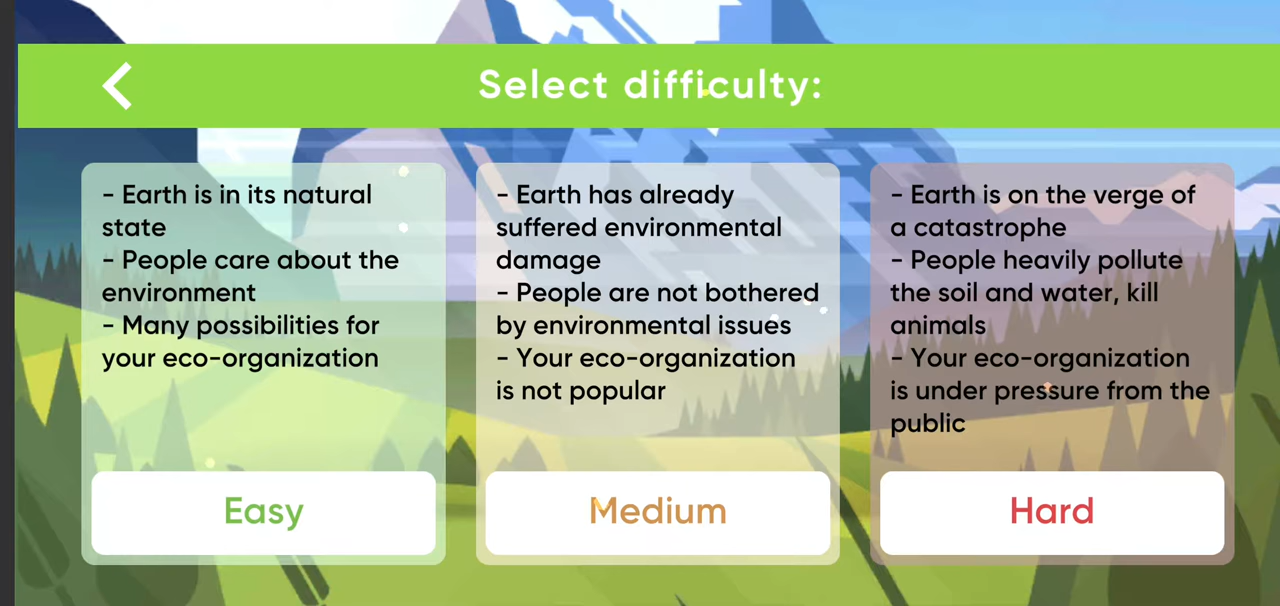 Select difficulty:
- Earth is in its natural
state
- People care about the
environment
- Many possibilities for
your eco-organization
Easy
- Earth has already
suffered environmental
damage
- People are not bothered
by environmental issues
- Your eco-organization
is not popular
Medium
- Earth is on the verge of
a catastrophe
- People heavily pollute
the soil and water, kill
animals
- Your eco-organization
is under pressure from the
public
Hard